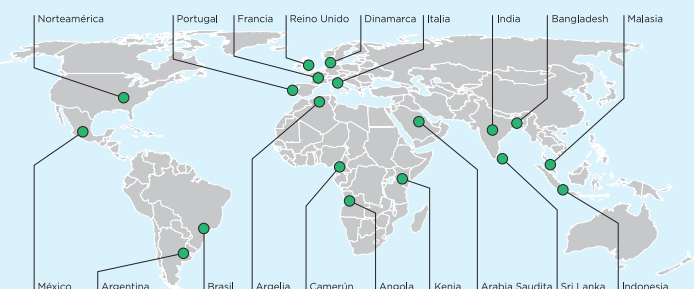 Norteamérica Portugal Francia Reino Unido Dinamarca Italia India Bangladesh Malasia
México Argentina Brasil Argelia Camerún Angola Kenia Arabia Saudita Sri Lanka Indonesia